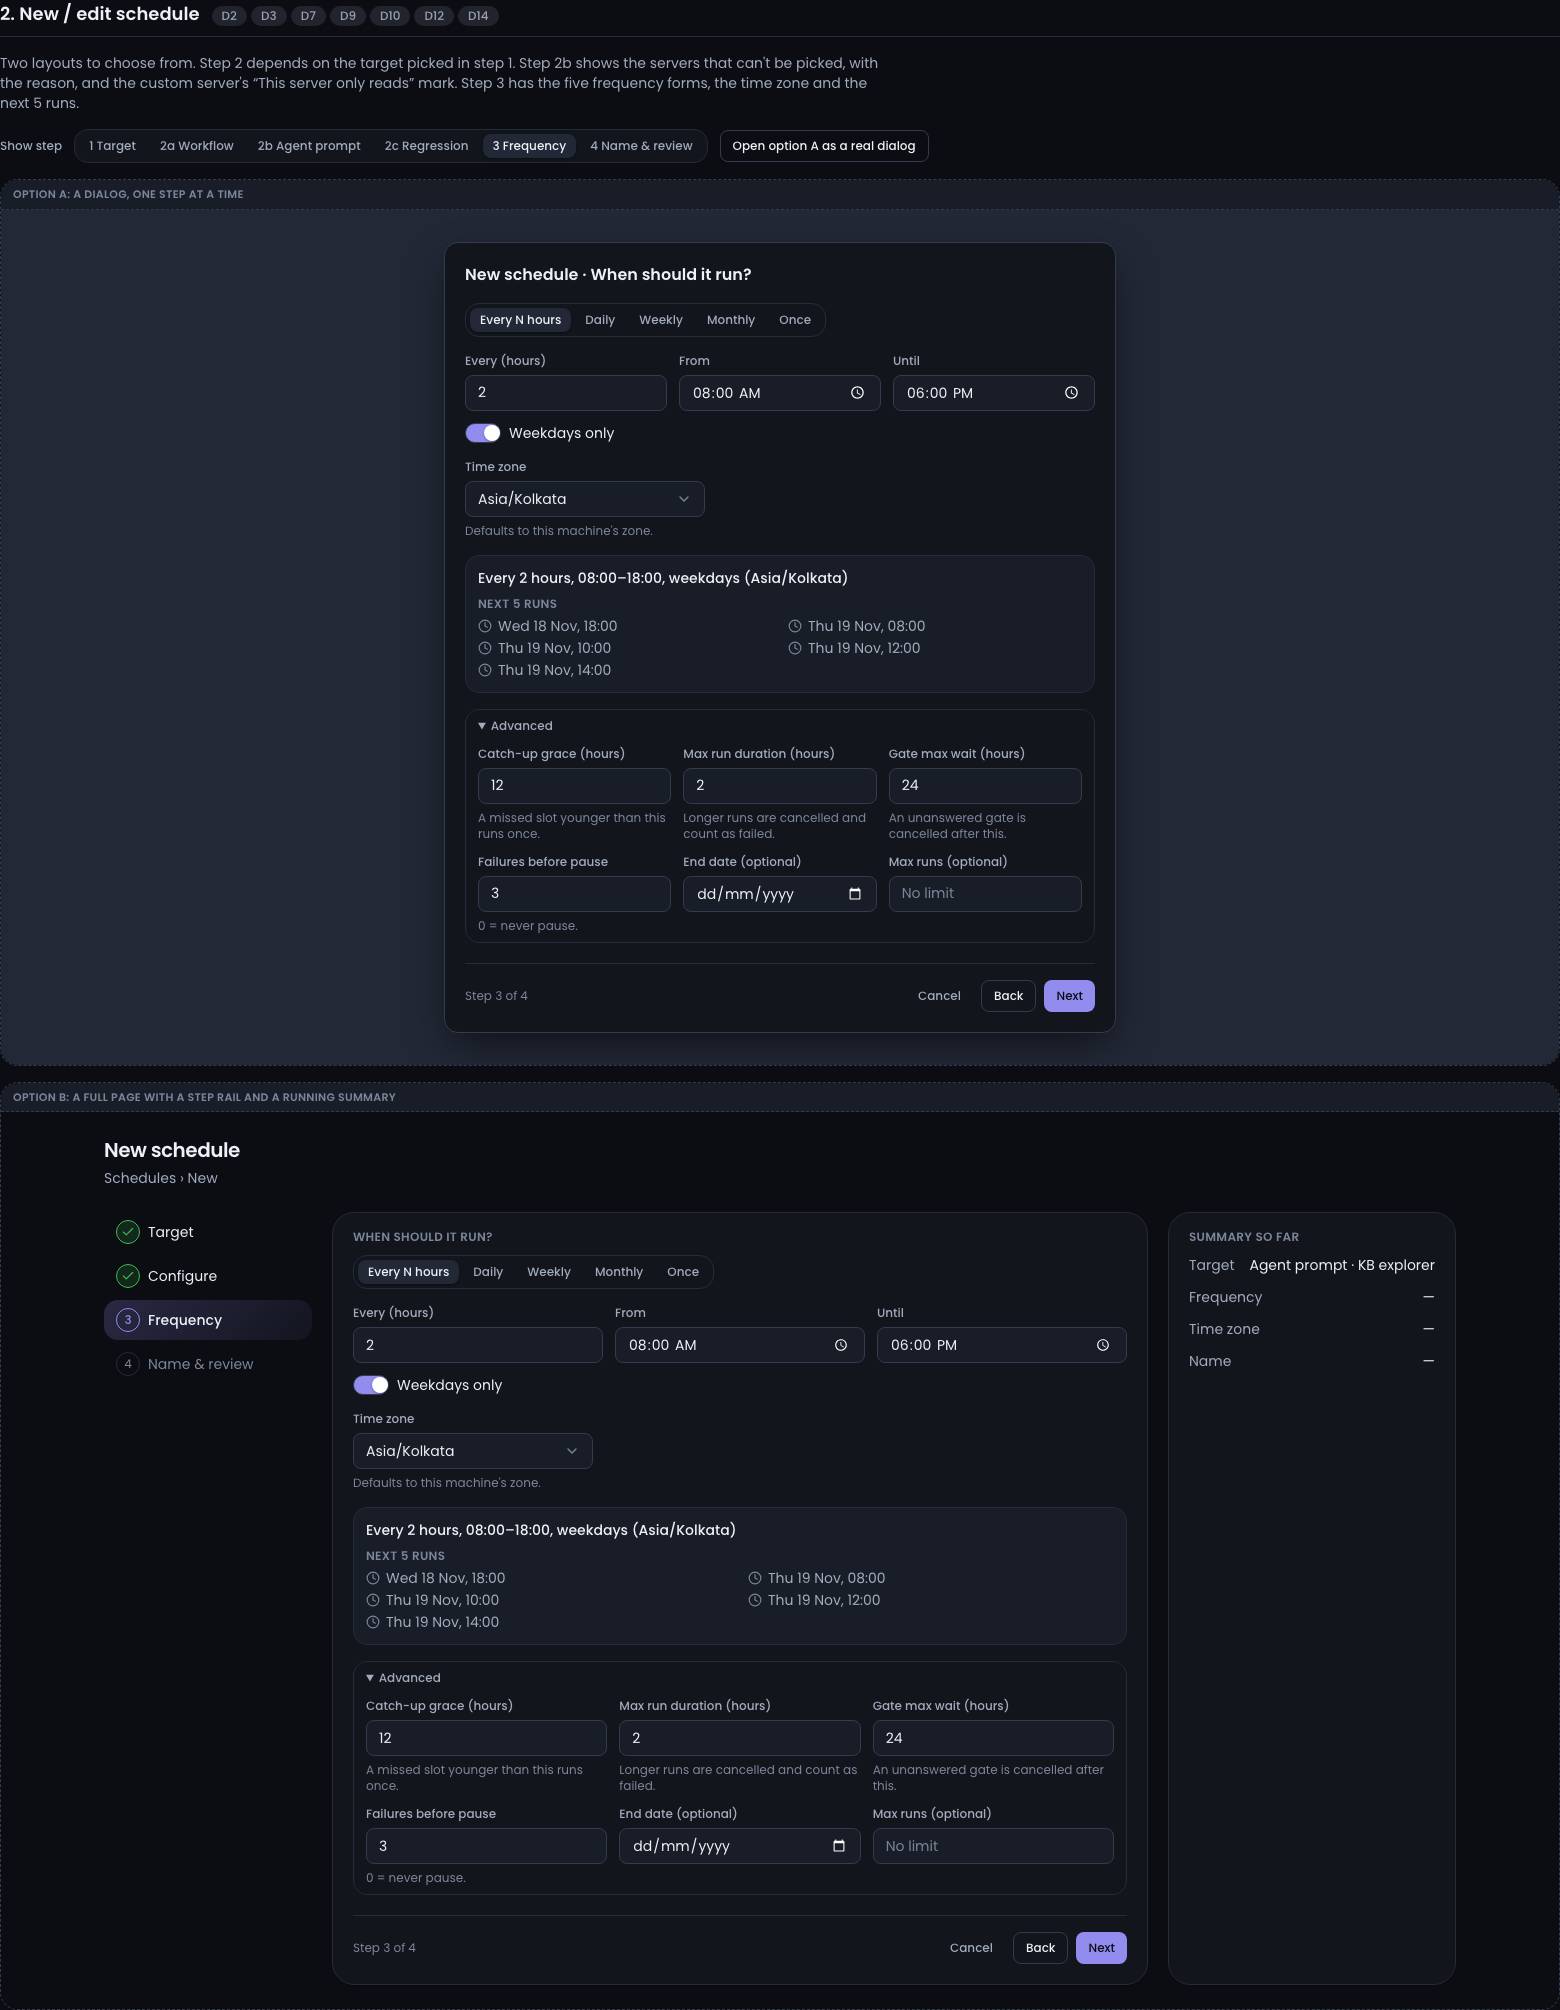 2. New / edit schedule D2 D3 D7 D9 D10 D12 D14
Two layouts to choose from. Step 2 depends on the target picked in step 1. Step 2b shows the servers that can't be picked, with
the reason, and the custom server's “This server only reads” mark. Step 3 has the five frequency forms, the time zone and the
next 5 runs.
Show step 1 Target 2a Workflow 2b Agent prompt 2c Regression 3 Frequency 4 Name & review Open option A as a real dialog
OPTION A: A DIALOG, ONE STEP AT A TIME
New schedule · When should it run?
Every N hours Daily Weekly Monthly Once
Every (hours) From Until
2 08:00 AM 06:00 PM
Weekdays only
Time zone
Asia/Kolkata
Defaults to this machine's zone.
Every 2 hours, 08:00–18:00, weekdays (Asia/Kolkata)
NEXT 5 RUNS
Wed 18 Nov, 18:00 Thu 19 Nov, 08:00
Thu 19 Nov, 10:00 Thu 19 Nov, 12:00
Thu 19 Nov, 14:00
Advanced
Catch-up grace (hours) Max run duration (hours) Gate max wait (hours)
12 2 24
A missed slot younger than this Longer runs are cancelled and An unanswered gate is
runs once. count as failed. cancelled after this.
Failures before pause End date (optional) Max runs (optional)
3 dd/mm/yyyy No limit
0 = never pause.
Step 3 of 4 Cancel Back Next
OPTION B: A FULL PAGE WITH A STEP RAIL AND A RUNNING SUMMARY
New schedule
Schedules › New
Target
Configure
3 Frequency
4 Name & review
WHEN SHOULD IT RUN?
Every N hours Daily Weekly Monthly Once
Every (hours) From Until
2 08:00 AM 06:00 PM
Weekdays only
Time zone
Asia/Kolkata
Defaults to this machine's zone.
Every 2 hours, 08:00–18:00, weekdays (Asia/Kolkata)
NEXT 5 RUNS
Wed 18 Nov, 18:00 Thu 19 Nov, 08:00
Thu 19 Nov, 10:00 Thu 19 Nov, 12:00
Thu 19 Nov, 14:00
Advanced
Catch-up grace (hours) Max run duration (hours) Gate max wait (hours)
12 2 24
A missed slot younger than this runs Longer runs are cancelled and count as An unanswered gate is cancelled after
once. failed. this.
Failures before pause End date (optional) Max runs (optional)
3 dd/mm/yyyy No limit
0 = never pause.
Step 3 of 4 Cancel Back Next
SUMMARY SO FAR
Target Agent prompt · KB explorer
Frequency —
Time zone —
Name —